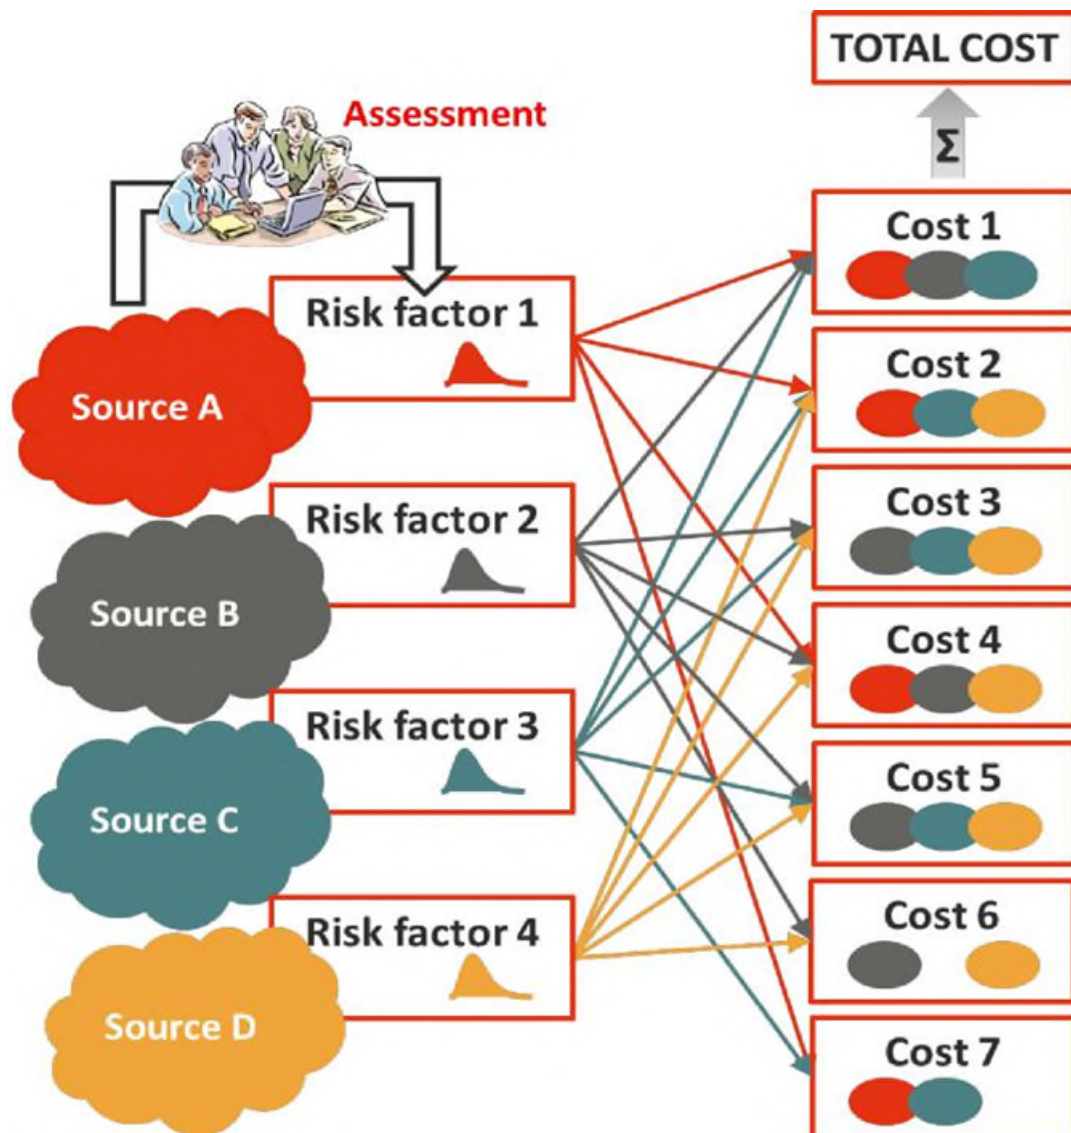 TOTAL COST
Assessment
Σ
Cost 1
Risk factor 1
Cost 2
Source A
Risk factor 2
Cost 3
Source B
Cost 4
Risk factor 3
Cost 5
Source C
Cost 6
Risk factor 4
Source D
Cost 7